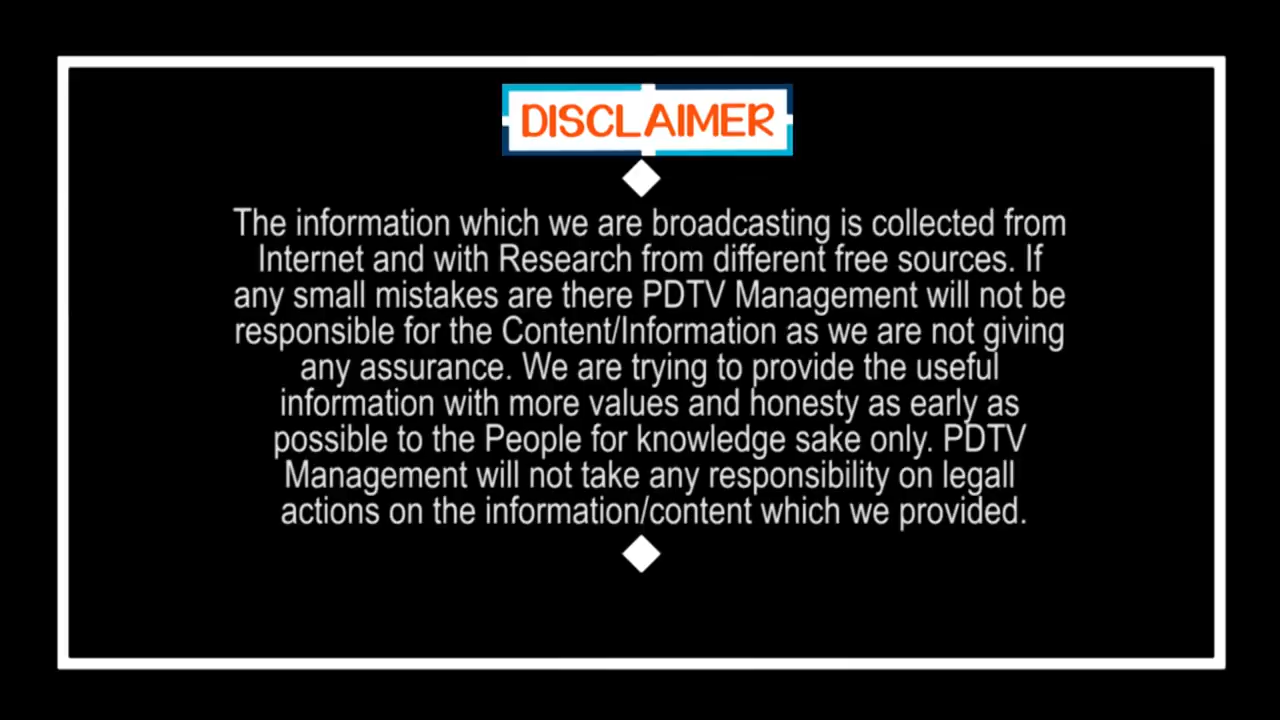 DISCLAIMER
The information which we are broadcasting is collected from
Internet and with Research from different free sources. If
any small mistakes are there PDTV Management will not be
responsible for the Content/Information as we are not giving
any assurance. We are trying to provide the useful
information with more values and honesty as early as
possible to the People for knowledge sake only. PDTV
Management will not take any responsibility on legall
actions on the information/content which we provided.